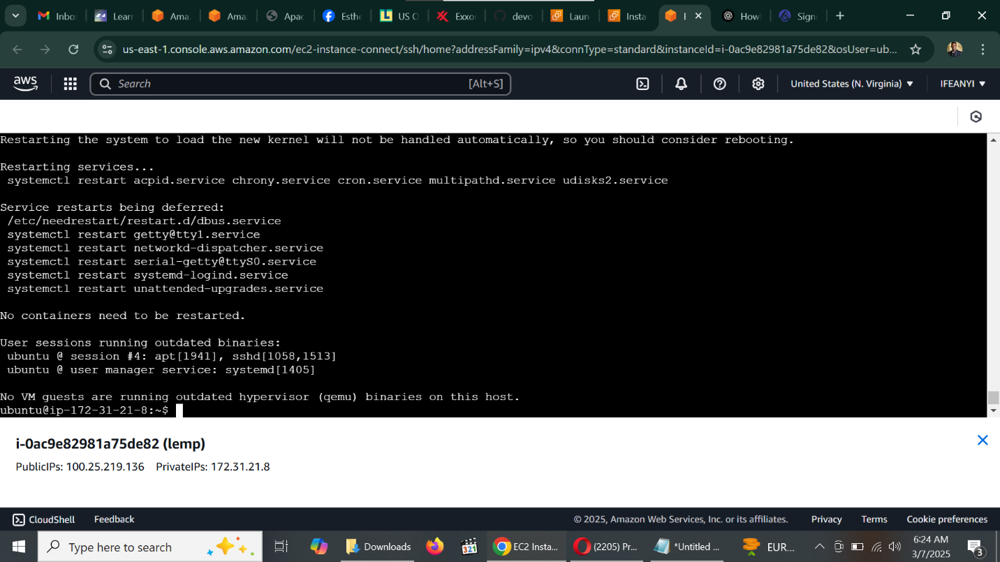 Inbo
Lear
Ama
Ama
Apac
Esthe
US O
Exxo
devo
Laun
Insta
How
Sign
us-east-1.console.aws.amazon.com/ec2-instance-connect/ssh/home?addressFamily=ipv4&connType=standard&instanceId=i-0ac9e82981a75de82&osUser=ub...
aws
Search
[Alt+S]
United States (N. Virginia)
IFEANYI
Restarting the system to load the new kernel will not be handled automatically, so you should consider rebooting.
Restarting services...
systemctl restart acpid.service chrony.service cron.service multipathd.service udisks2.service
Service restarts being deferred:
/etc/needrestart/restart.d/dbus.service
systemctl restart getty@tty1.service
systemctl restart networkd-dispatcher.service
systemctl restart serial-getty@ttyS0.service
systemctl restart systemd-logind.service
systemctl restart unattended-upgrades.service
No containers need to be restarted.
User sessions running outdated binaries:
ubuntu @ session #4: apt[1941], sshd[1058,1513]
ubuntu @ user manager service: systemd[1405]
No VM guests are running outdated hypervisor (qemu) binaries on this host.
ubuntu@ip-172-31-21-8:~$
i-0ac9e82981a75de82 (lemp)
PublicIPs: 100.25.219.136 PrivateIPs: 172.31.21.8
CloudShell
Feedback
© 2025, Amazon Web Services, Inc. or its affiliates.
Privacy
Terms
Cookie preferences
Type here to search
321
Downloads
EC2 Insta...
(2205) Pr...
*Untitled ...
EUR...
6:24 AM
3/7/2025
3